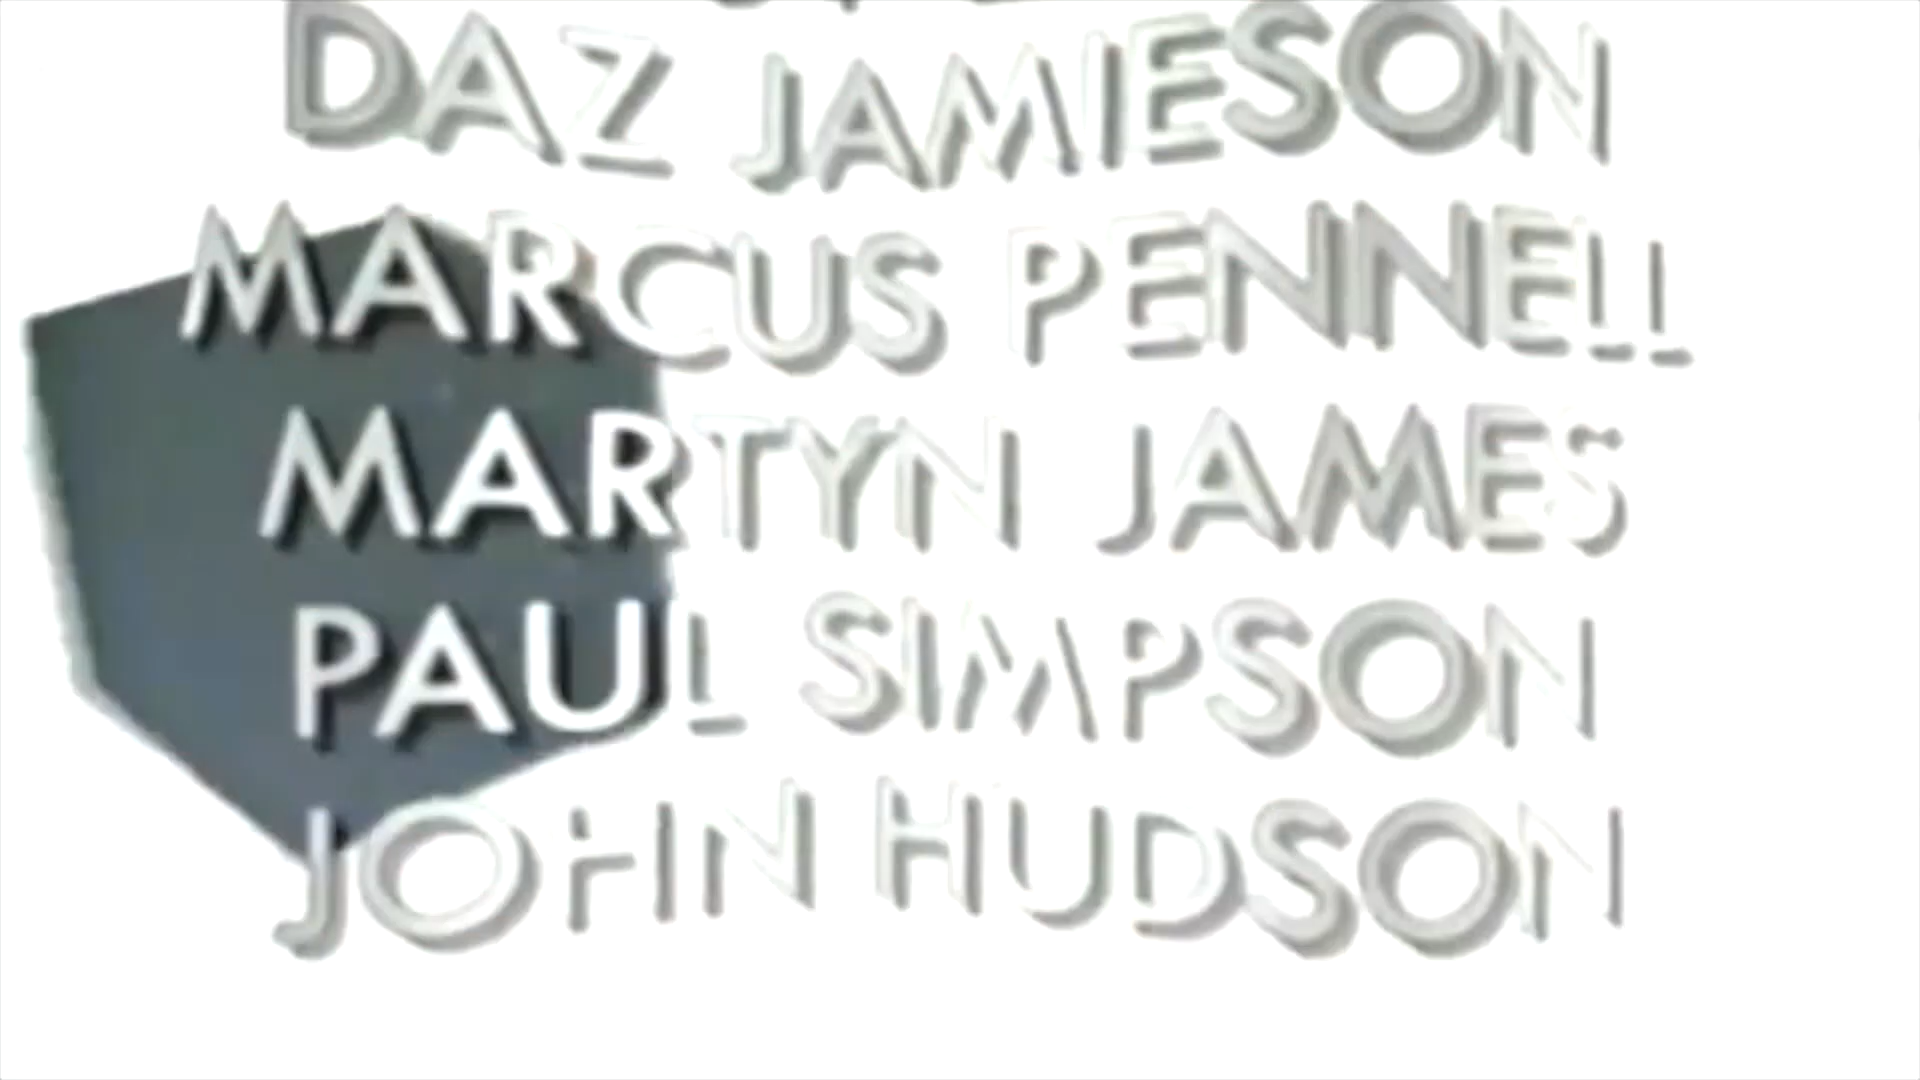 DAZ JAMIESON
MARCUS PENNELL
MARTYN JAMES
PAUL SIMPSON
JOHN HUDSON